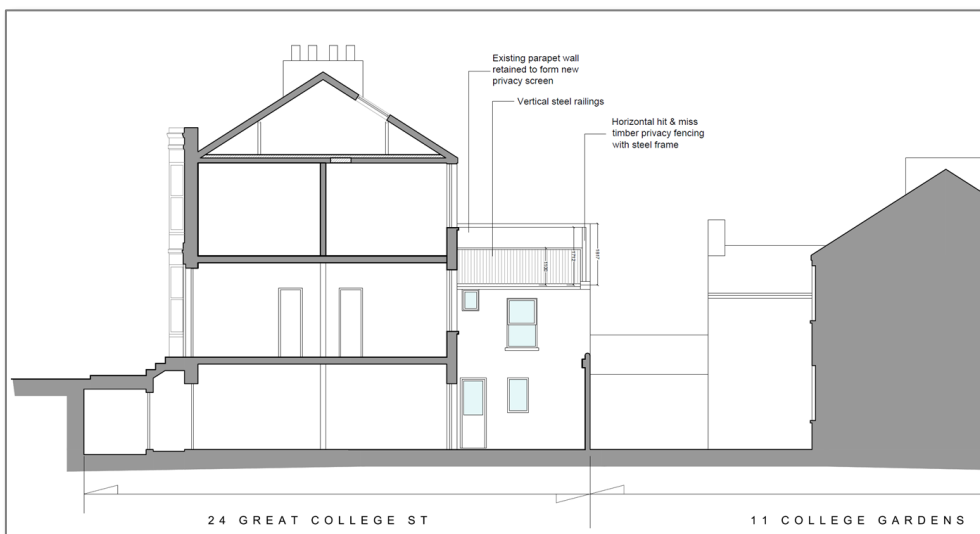 Existing parapet wall
retained to form new
privacy screen
Vertical steel railings
Horizontal hit & miss
timber privacy fencing
with steel frame
24 GREAT COLLEGE ST
11 COLLEGE GARDENS